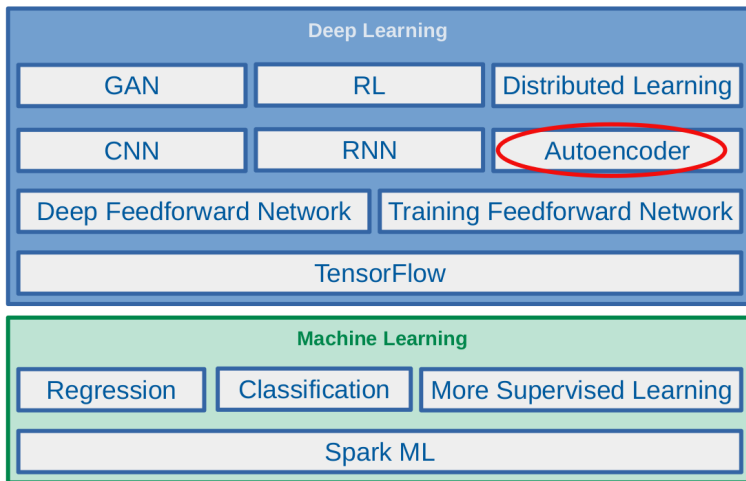 Deep Learning
GAN
RL
Distributed Learning
CNN
RNN
Autoencoder
Deep Feedforward Network
Training Feedforward Network
TensorFlow
Machine Learning
Regression
Classification
More Supervised Learning
Spark ML